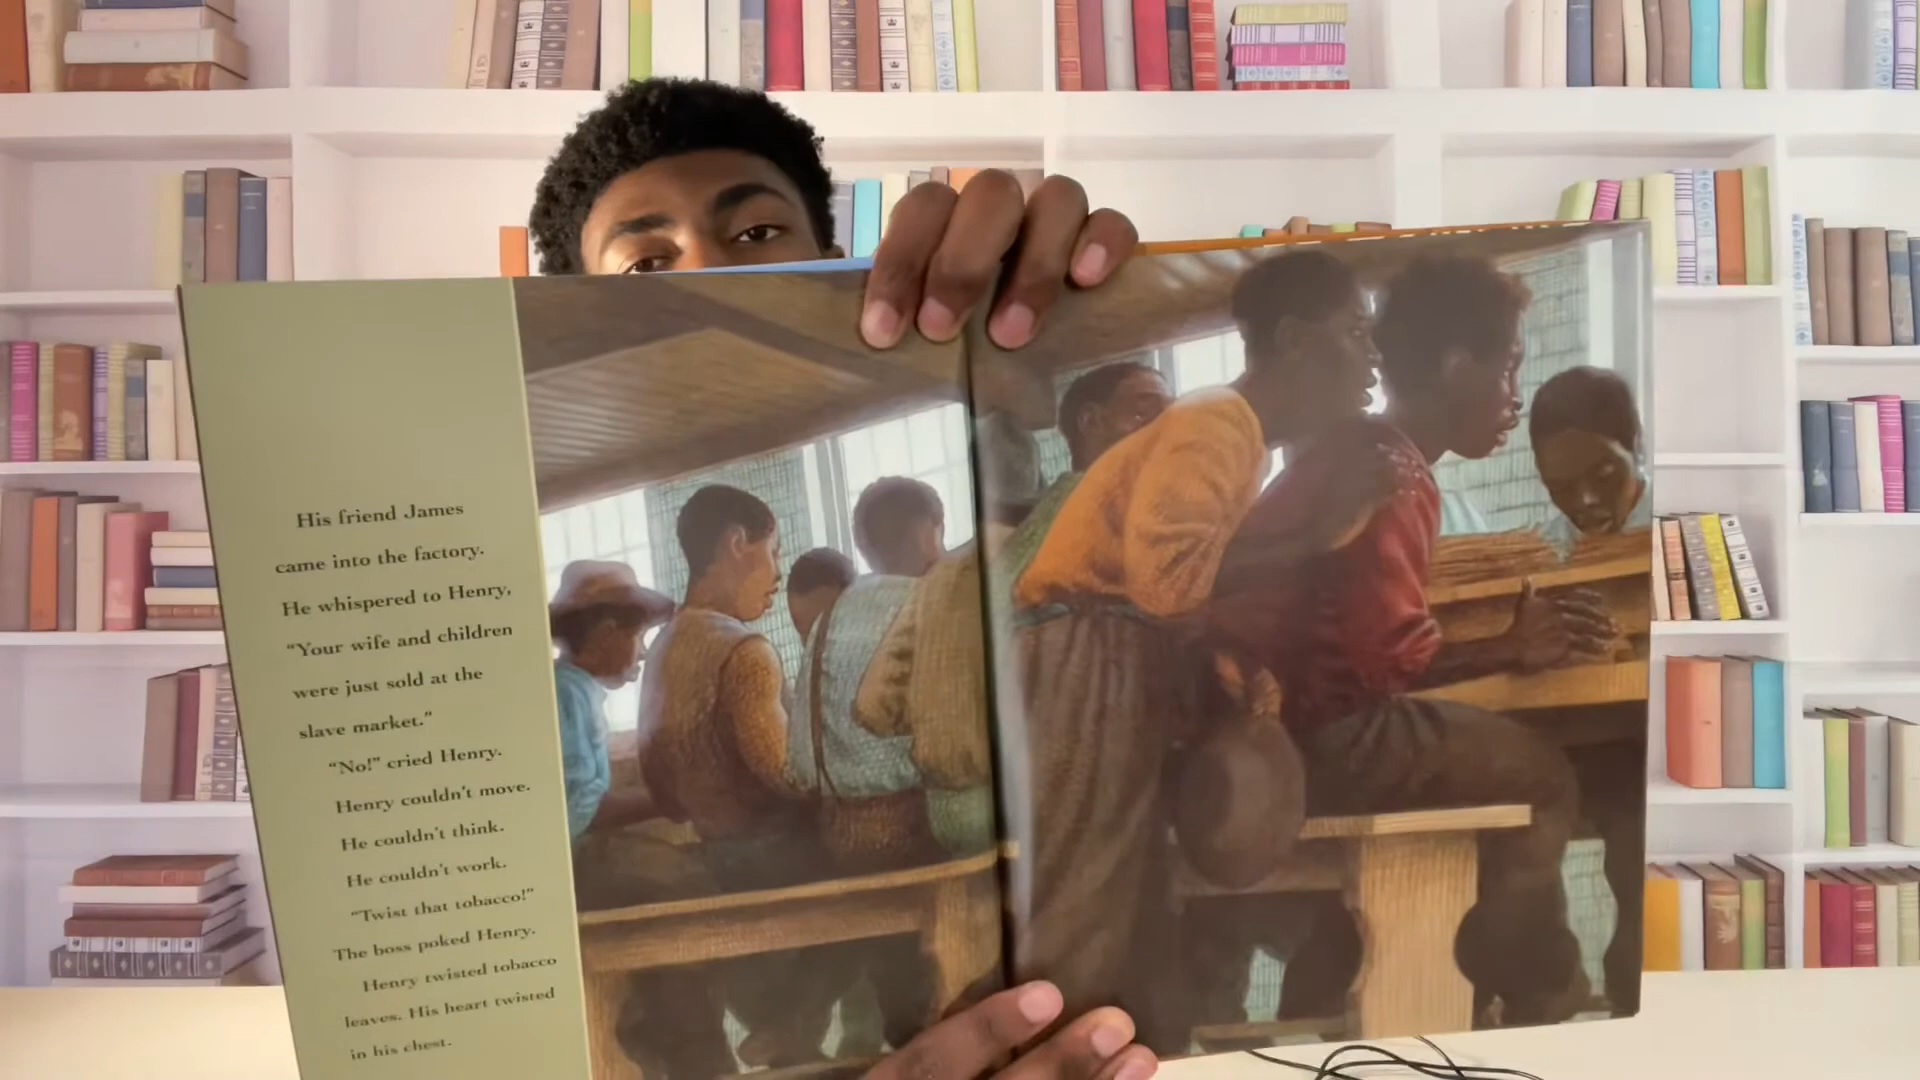 His friend James
came into the factory.
He whispered to Henry,
“Your wife and children
were just sold at the
slave market.”
“No!” cried Henry.
Henry couldn’t move.
He couldn’t think.
He couldn’t work.
“Twist that tobacco!”
The boss poked Henry.
Henry twisted tobacco
leaves. His heart twisted
in his chest.